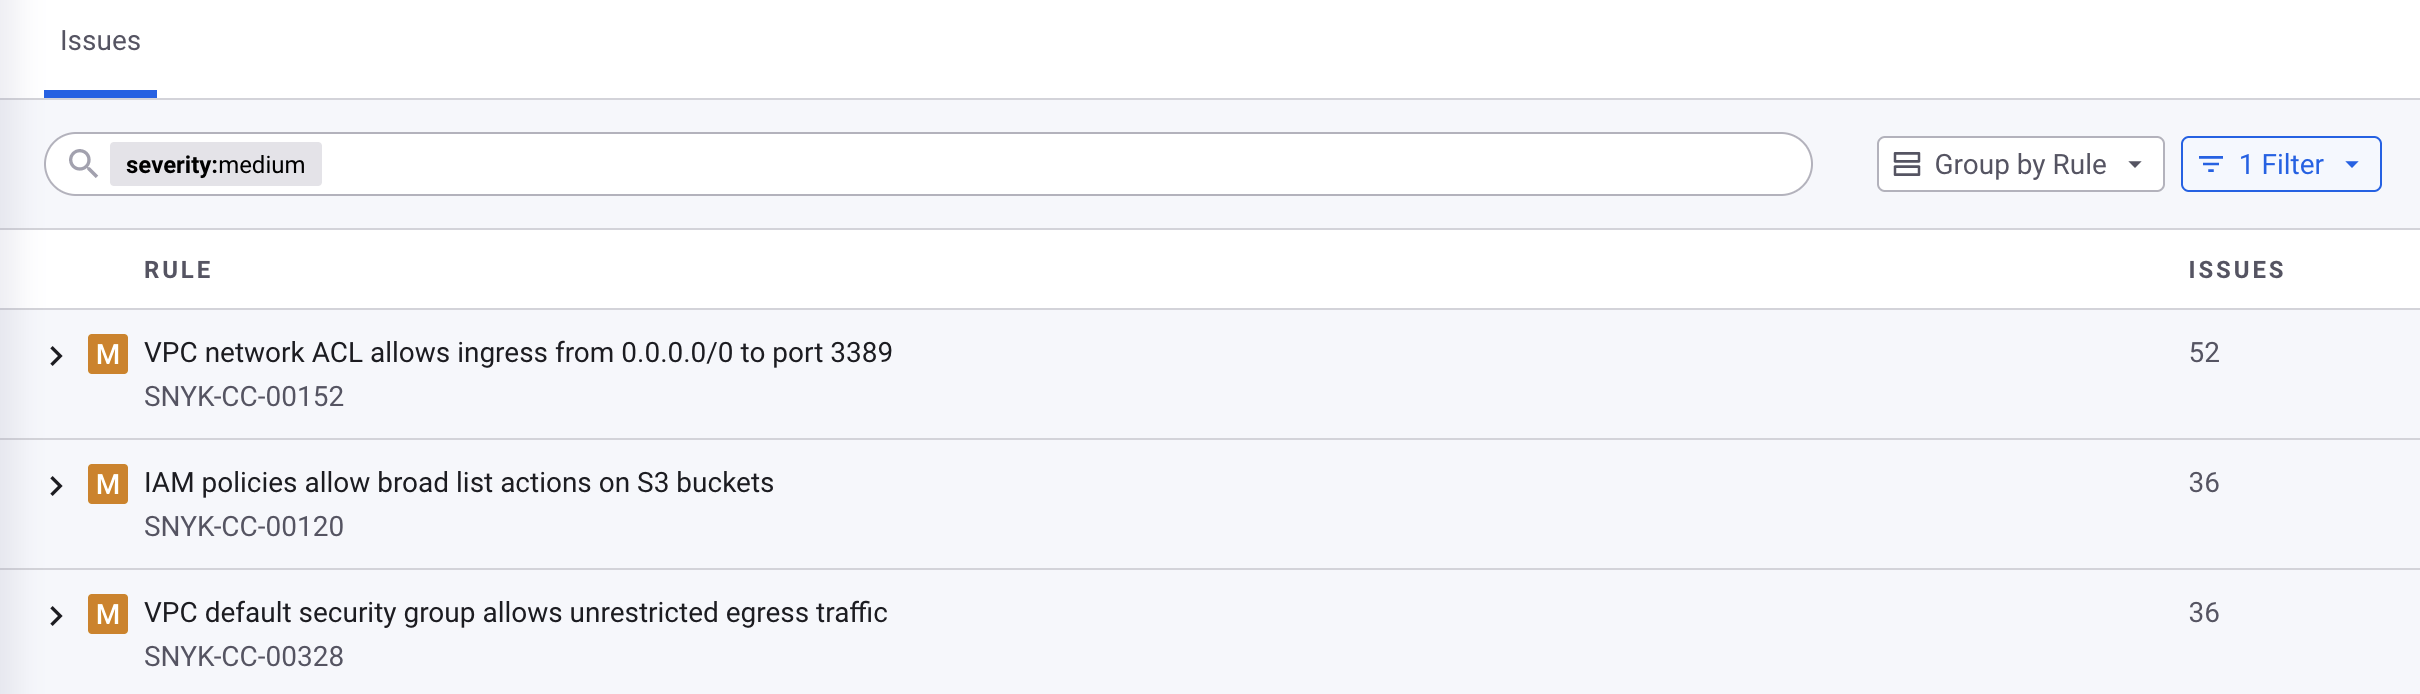 Issues
severity:medium
Group by Rule
1 Filter
RULE ISSUES
M VPC network ACL allows ingress from 0.0.0.0/0 to port 3389 52
SNYK-CC-00152
M IAM policies allow broad list actions on S3 buckets 36
SNYK-CC-00120
M VPC default security group allows unrestricted egress traffic 36
SNYK-CC-00328